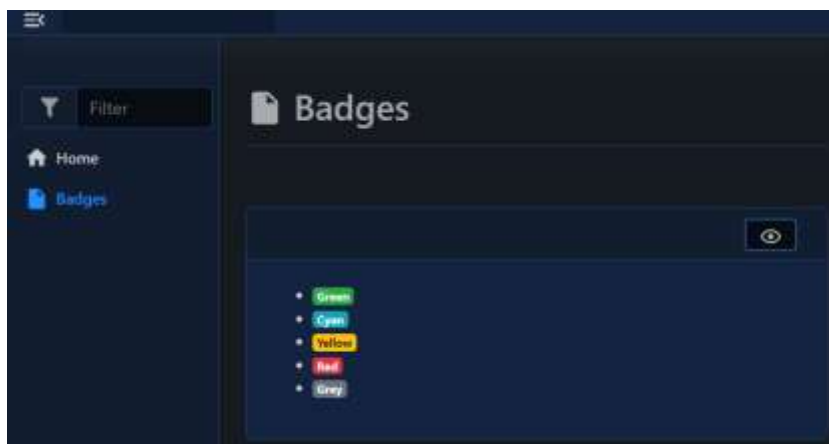 Filter
Badges
Home
Badges
Green
Cyan
Yellow
Red
Grey